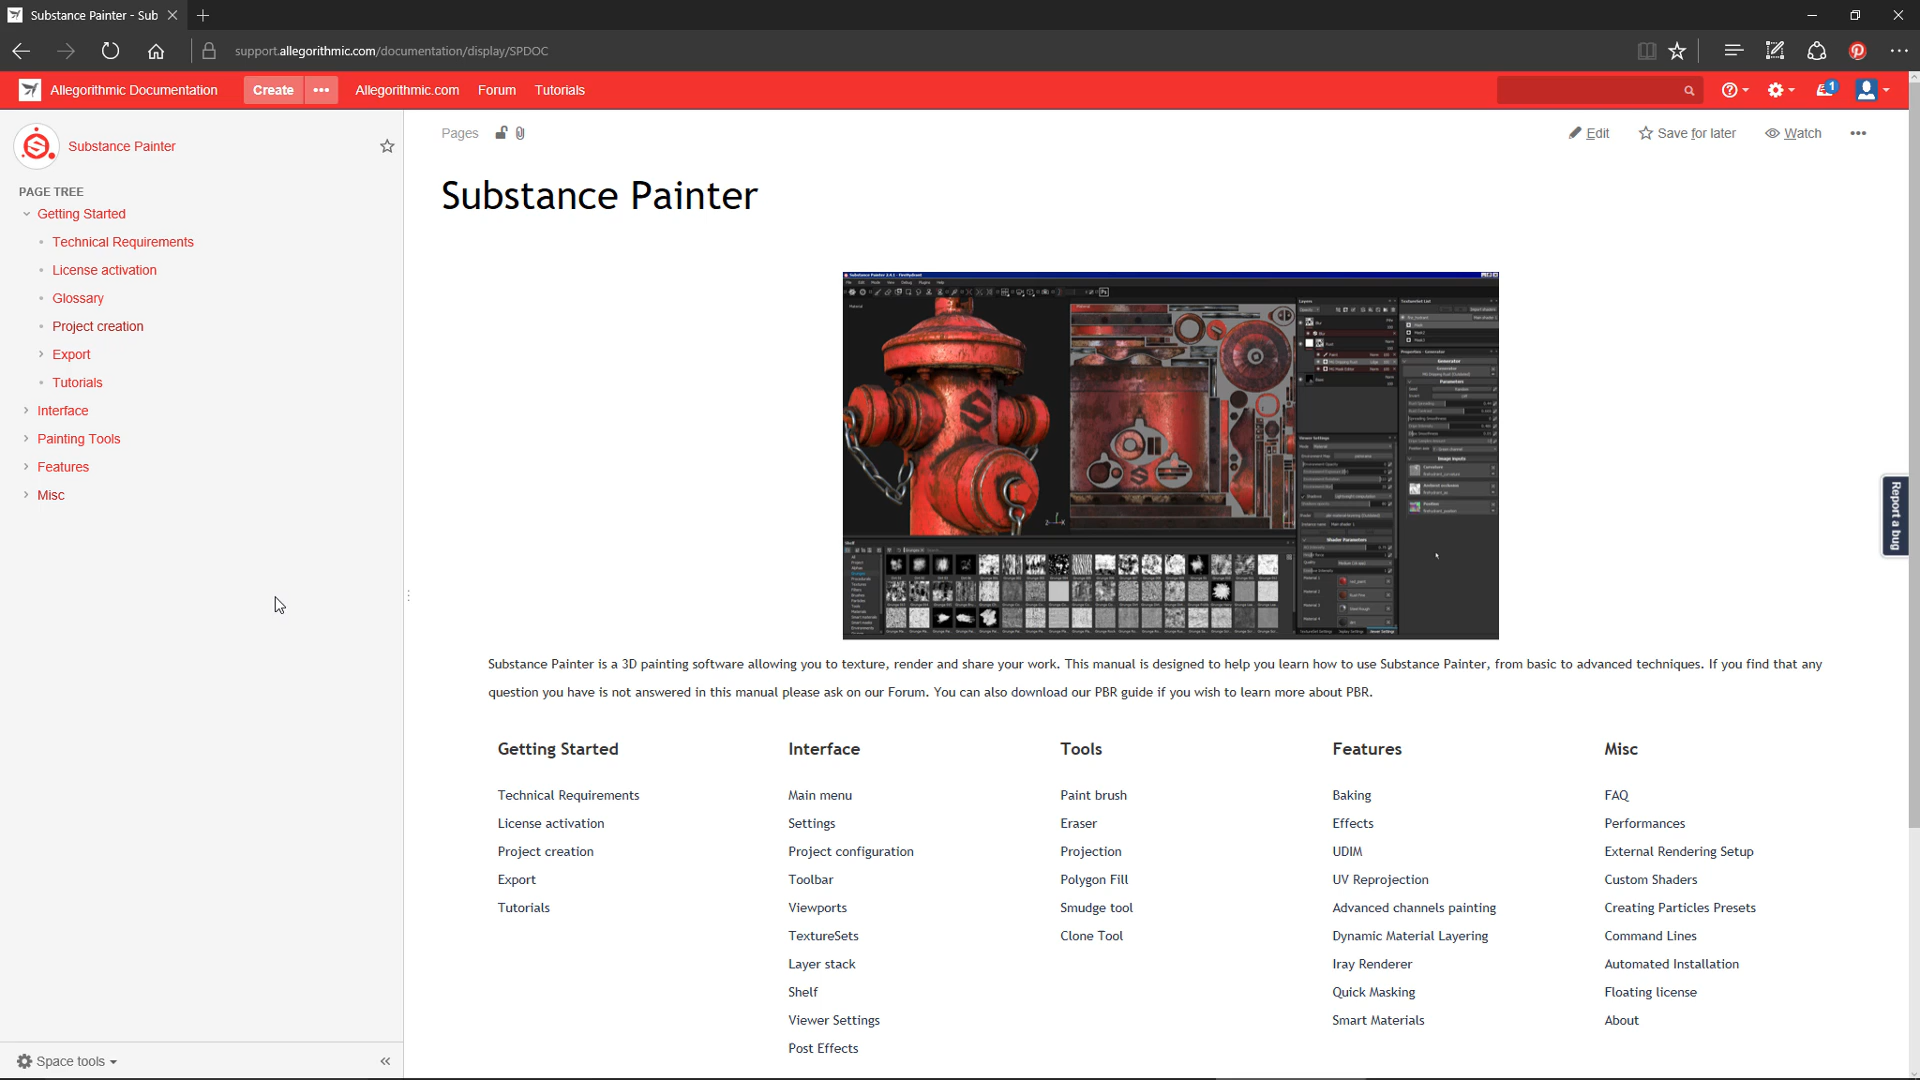 Substance Painter - Sub
support.allegorithmic.com/documentation/display/SPDOC
Allegorithmic Documentation
Create
Allegorithmic.com
Forum
Tutorials
1
Substance Painter
PAGE TREE
Getting Started
Technical Requirements
License activation
Glossary
Project creation
Export
Tutorials
Interface
Painting Tools
Features
Misc
Space tools
Pages
Edit
Save for later
Watch
Substance Painter
Substance Painter is a 3D painting software allowing you to texture, render and share your work. This manual is designed to help you learn how to use Substance Painter, from basic to advanced techniques. If you find that any
question you have is not answered in this manual please ask on our Forum. You can also download our PBR guide if you wish to learn more about PBR.
Getting Started
Technical Requirements
License activation
Project creation
Export
Tutorials
Interface
Main menu
Settings
Project configuration
Toolbar
Viewports
TextureSets
Layer stack
Shelf
Viewer Settings
Post Effects
Tools
Paint brush
Eraser
Projection
Polygon Fill
Smudge tool
Clone Tool
Features
Baking
Effects
UDIM
UV Reprojection
Advanced channels painting
Dynamic Material Layering
Iray Renderer
Quick Masking
Smart Materials
Misc
FAQ
Performances
External Rendering Setup
Custom Shaders
Creating Particles Presets
Command Lines
Automated Installation
Floating license
About
Report a bug